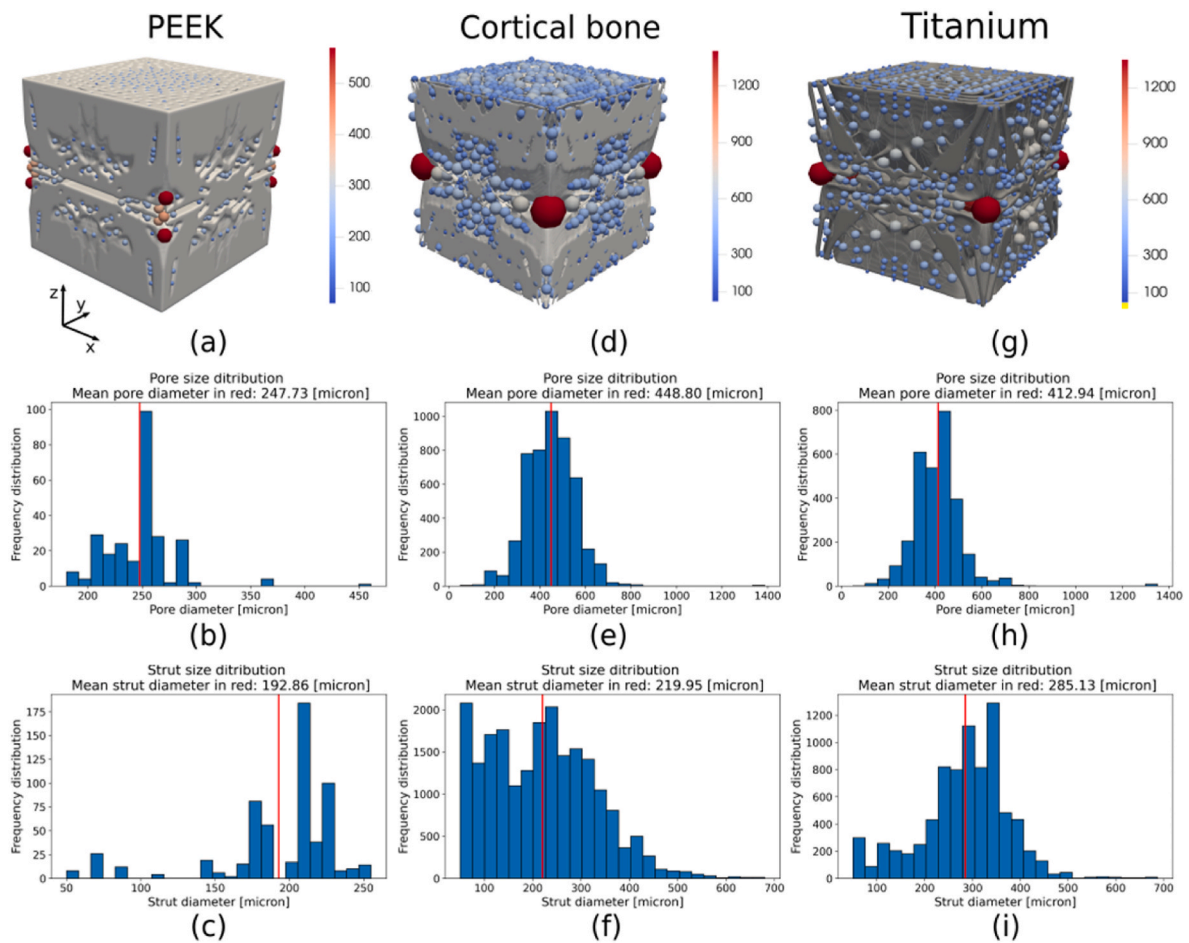 PEEK
Cortical bone
Titanium
500
400
300
200
100
1200
900
600
300
100
1200
900
600
300
100
z
y
x
(a)
(d)
(g)
Pore size ditribution
Mean pore diameter in red: 247.73 [micron]
Frequency distribution
100
80
60
40
20
0
200
250
300
350
400
450
Pore diameter [micron]
(b)
Pore size ditribution
Mean pore diameter in red: 448.80 [micron]
Frequency distribution
1000
800
600
400
200
0
0
200
400
600
800
1000
1200
1400
Pore diameter [micron]
(e)
Pore size ditribution
Mean pore diameter in red: 412.94 [micron]
Frequency distribution
800
600
400
200
0
0
200
400
600
800
1000
1200
1400
Pore diameter [micron]
(h)
Strut size ditribution
Mean strut diameter in red: 192.86 [micron]
Frequency distribution
175
150
125
100
75
50
25
0
50
100
150
200
250
Strut diameter [micron]
(c)
Strut size ditribution
Mean strut diameter in red: 219.95 [micron]
Frequency distribution
2000
1500
1000
500
0
100
200
300
400
500
600
700
Strut diameter [micron]
(f)
Strut size ditribution
Mean strut diameter in red: 285.13 [micron]
Frequency distribution
1200
1000
800
600
400
200
0
100
200
300
400
500
600
700
Strut diameter [micron]
(i)